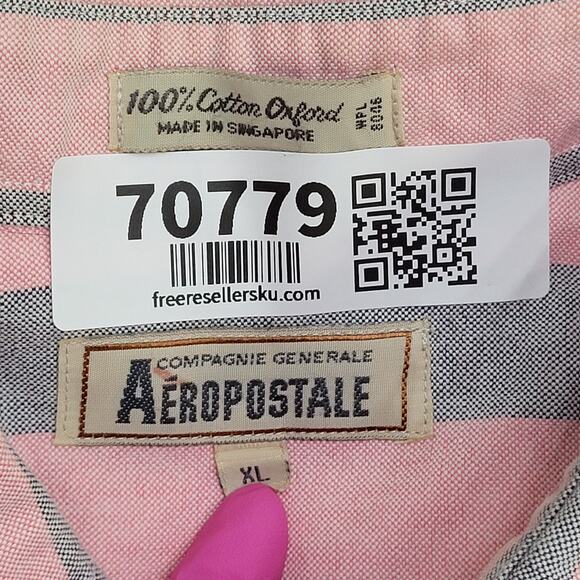 100% Cotton Oxford
MADE IN SINGAPORE
WPL
8046
70779
freeresellersku.com
COMPAGNIE GENERALE
AÉROPOSTALE
XL